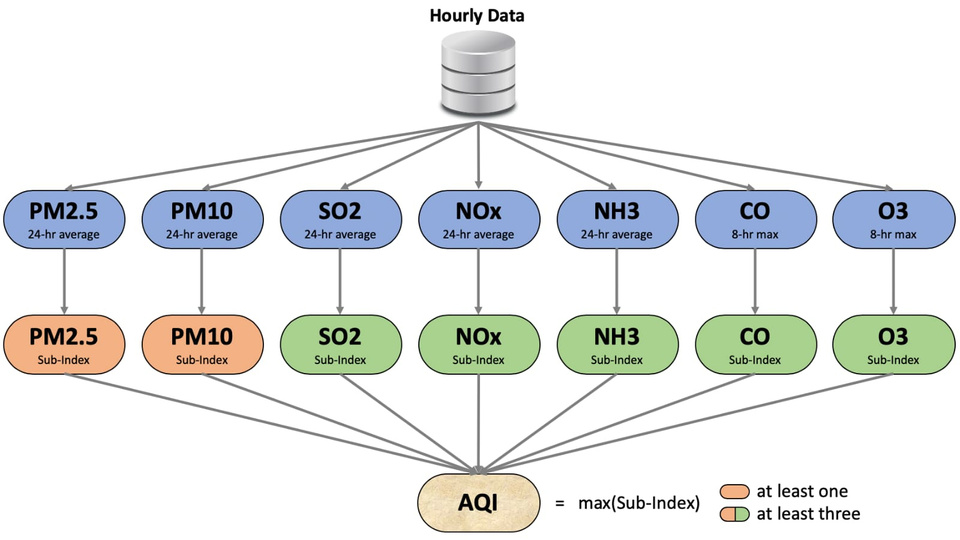 Hourly Data
PM2.5 PM10 SO2 NOx NH3 CO O3
24-hr average 24-hr average 24-hr average 24-hr average 24-hr average 8-hr max 8-hr max
PM2.5 PM10 SO2 NOx NH3 CO O3
Sub-Index Sub-Index Sub-Index Sub-Index Sub-Index Sub-Index Sub-Index
AQI = max(Sub-Index)
at least one
at least three